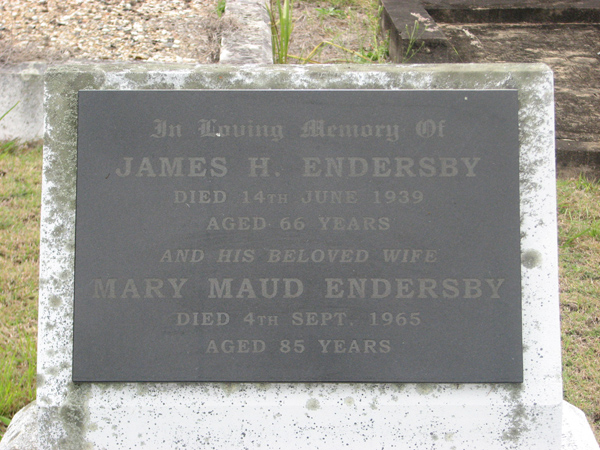 In Loving Memory Of
JAMES H. ENDERSBY
DIED 14TH JUNE 1939
AGED 66 YEARS
AND HIS BELOVED WIFE
MARY MAUD ENDERSBY
DIED 4TH SEPT. 1965
AGED 85 YEARS